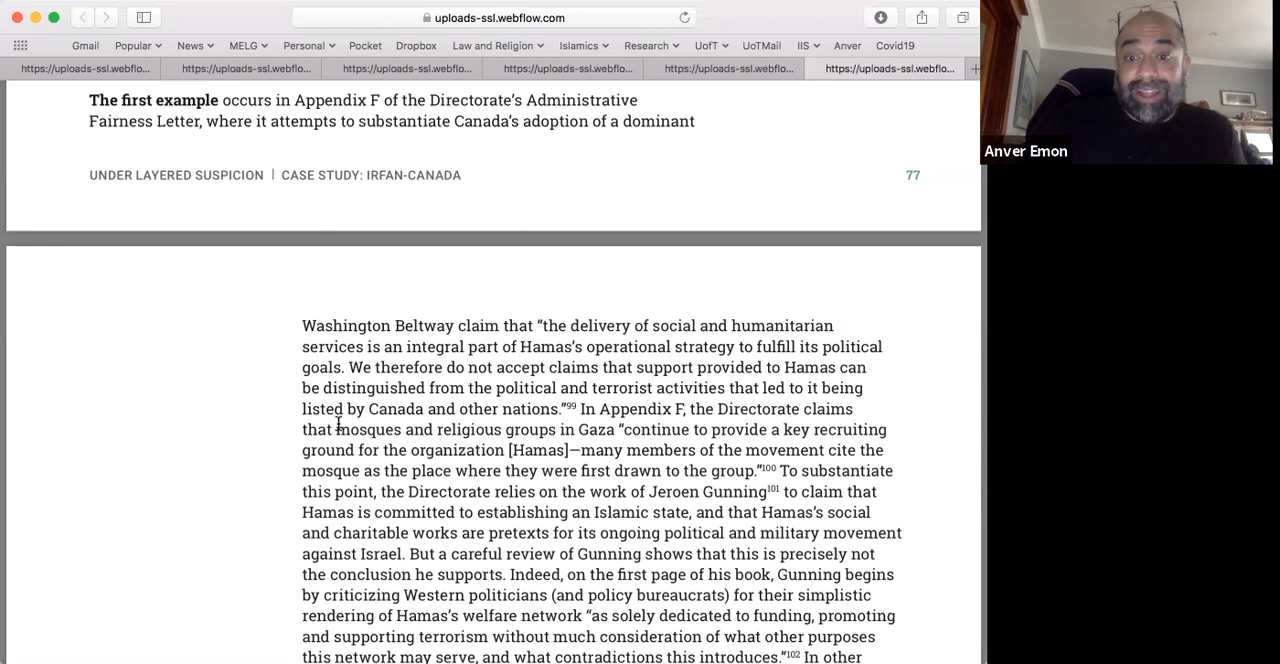 uploads-ssl.webflow.com
Gmail Popular News MELG Personal Pocket Dropbox Law and Religion Islamics Research UofT UoTMail IIS Anver Covid19
https://uploads-ssl.webflo... https://uploads-ssl.webflo... https://uploads-ssl.webflo... https://uploads-ssl.webflo... https://uploads-ssl.webflo... https://uploads-ssl.webflo...
The first example occurs in Appendix F of the Directorate’s Administrative
Fairness Letter, where it attempts to substantiate Canada’s adoption of a dominant
UNDER LAYERED SUSPICION | CASE STUDY: IRFAN-CANADA 77
Washington Beltway claim that “the delivery of social and humanitarian
services is an integral part of Hamas’s operational strategy to fulfill its political
goals. We therefore do not accept claims that support provided to Hamas can
be distinguished from the political and terrorist activities that led to it being
listed by Canada and other nations.”99 In Appendix F, the Directorate claims
that mosques and religious groups in Gaza “continue to provide a key recruiting
ground for the organization [Hamas]—many members of the movement cite the
mosque as the place where they were first drawn to the group.”100 To substantiate
this point, the Directorate relies on the work of Jeroen Gunning101 to claim that
Hamas is committed to establishing an Islamic state, and that Hamas’s social
and charitable works are pretexts for its ongoing political and military movement
against Israel. But a careful review of Gunning shows that this is precisely not
the conclusion he supports. Indeed, on the first page of his book, Gunning begins
by criticizing Western politicians (and policy bureaucrats) for their simplistic
rendering of Hamas’s welfare network “as solely dedicated to funding, promoting
and supporting terrorism without much consideration of what other purposes
this network may serve, and what contradictions this introduces.”102 In other
Anver Emon